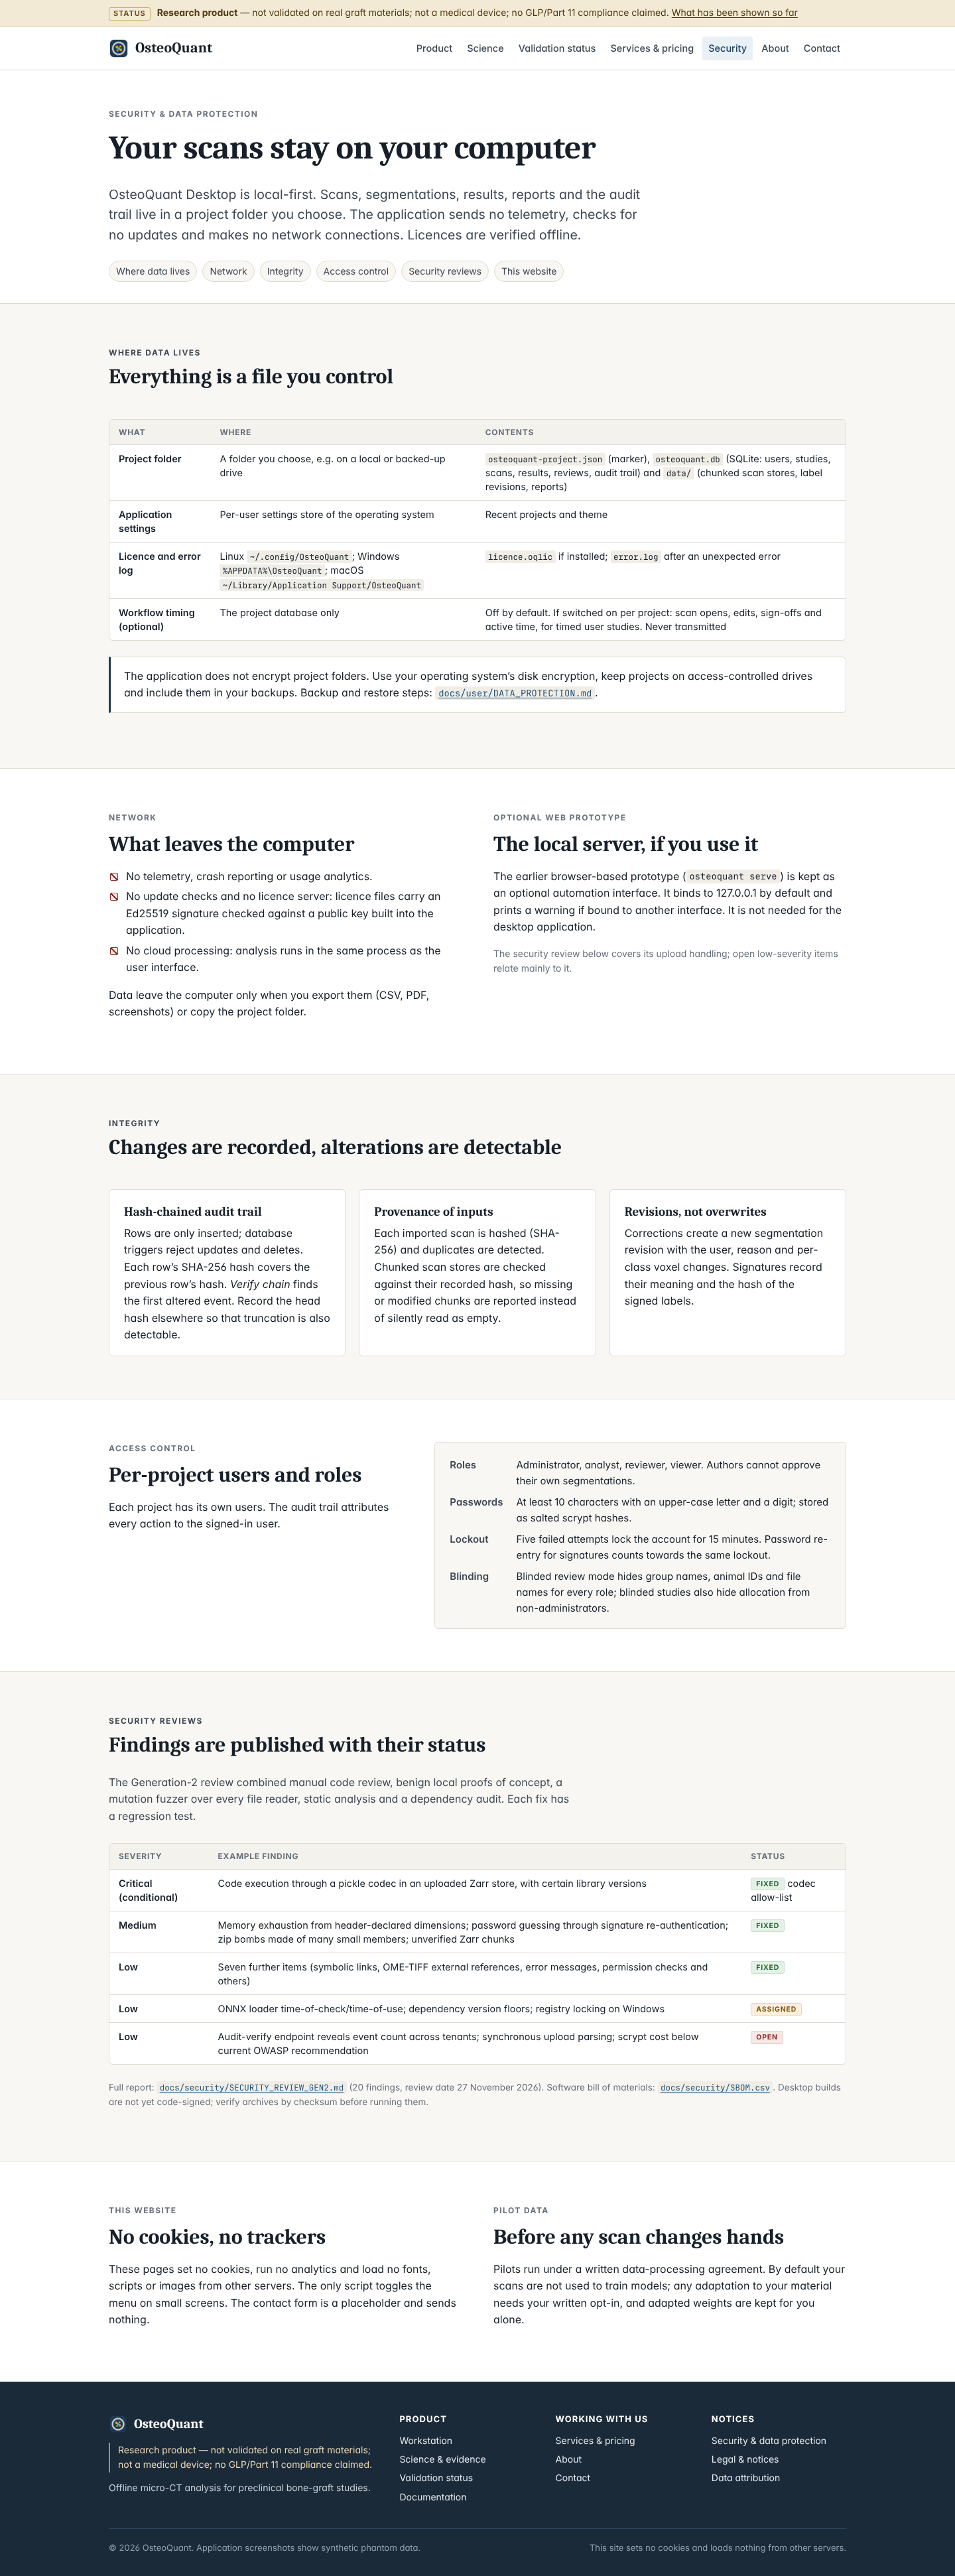 STATUS Research product — not validated on real graft materials; not a medical device; no GLP/Part 11 compliance claimed. What has been shown so far
OsteoQuant Product Science Validation status Services & pricing Security About Contact
SECURITY & DATA PROTECTION
Your scans stay on your computer
OsteoQuant Desktop is local-first. Scans, segmentations, results, reports and the audit
trail live in a project folder you choose. The application sends no telemetry, checks for
no updates and makes no network connections. Licences are verified offline.
Where data lives Network Integrity Access control Security reviews This website
WHERE DATA LIVES
Everything is a file you control
WHAT WHERE CONTENTS
Project folder
A folder you choose, e.g. on a local or backed-up
drive
osteoquant-project.json (marker), osteoquant.db (SQLite: users, studies,
scans, results, reviews, audit trail) and data/ (chunked scan stores, label
revisions, reports)
Application
settings
Per-user settings store of the operating system
Recent projects and theme
Licence and error
log
Linux ~/.config/OsteoQuant; Windows
%APPDATA%\OsteoQuant; macOS
~/Library/Application Support/OsteoQuant
licence.oqlic if installed; error.log after an unexpected error
Workflow timing
(optional)
The project database only
Off by default. If switched on per project: scan opens, edits, sign-offs and
active time, for timed user studies. Never transmitted
The application does not encrypt project folders. Use your operating system’s disk encryption, keep projects on access-controlled drives
and include them in your backups. Backup and restore steps: docs/user/DATA_PROTECTION.md.
NETWORK
What leaves the computer
No telemetry, crash reporting or usage analytics.
No update checks and no licence server: licence files carry an
Ed25519 signature checked against a public key built into the
application.
No cloud processing: analysis runs in the same process as the
user interface.
Data leave the computer only when you export them (CSV, PDF,
screenshots) or copy the project folder.
OPTIONAL WEB PROTOTYPE
The local server, if you use it
The earlier browser-based prototype (osteoquant serve) is kept as
an optional automation interface. It binds to 127.0.0.1 by default and
prints a warning if bound to another interface. It is not needed for the
desktop application.
The security review below covers its upload handling; open low-severity items
relate mainly to it.
INTEGRITY
Changes are recorded, alterations are detectable
Hash-chained audit trail
Rows are only inserted; database
triggers reject updates and deletes.
Each row’s SHA-256 hash covers the
previous row’s hash. Verify chain finds
the first altered event. Record the head
hash elsewhere so that truncation is also
detectable.
Provenance of inputs
Each imported scan is hashed (SHA-
256) and duplicates are detected.
Chunked scan stores are checked
against their recorded hash, so missing
or modified chunks are reported instead
of silently read as empty.
Revisions, not overwrites
Corrections create a new segmentation
revision with the user, reason and per-
class voxel changes. Signatures record
their meaning and the hash of the
signed labels.
ACCESS CONTROL
Per-project users and roles
Each project has its own users. The audit trail attributes
every action to the signed-in user.
Roles
Administrator, analyst, reviewer, viewer. Authors cannot approve
their own segmentations.
Passwords
At least 10 characters with an upper-case letter and a digit; stored
as salted scrypt hashes.
Lockout
Five failed attempts lock the account for 15 minutes. Password re-
entry for signatures counts towards the same lockout.
Blinding
Blinded review mode hides group names, animal IDs and file
names for every role; blinded studies also hide allocation from
non-administrators.
SECURITY REVIEWS
Findings are published with their status
The Generation-2 review combined manual code review, benign local proofs of concept, a
mutation fuzzer over every file reader, static analysis and a dependency audit. Each fix has
a regression test.
SEVERITY EXAMPLE FINDING STATUS
Critical
(conditional)
Code execution through a pickle codec in an uploaded Zarr store, with certain library versions
FIXED codec
allow-list
Medium
Memory exhaustion from header-declared dimensions; password guessing through signature re-authentication;
zip bombs made of many small members; unverified Zarr chunks
FIXED
Low
Seven further items (symbolic links, OME-TIFF external references, error messages, permission checks and
others)
FIXED
Low
ONNX loader time-of-check/time-of-use; dependency version floors; registry locking on Windows
ASSIGNED
Low
Audit-verify endpoint reveals event count across tenants; synchronous upload parsing; scrypt cost below
current OWASP recommendation
OPEN
Full report: docs/security/SECURITY_REVIEW_GEN2.md (20 findings, review date 27 November 2026). Software bill of materials: docs/security/SBOM.csv. Desktop builds
are not yet code-signed; verify archives by checksum before running them.
THIS WEBSITE
No cookies, no trackers
These pages set no cookies, run no analytics and load no fonts,
scripts or images from other servers. The only script toggles the
menu on small screens. The contact form is a placeholder and sends
nothing.
PILOT DATA
Before any scan changes hands
Pilots run under a written data-processing agreement. By default your
scans are not used to train models; any adaptation to your material
needs your written opt-in, and adapted weights are kept for you
alone.
OsteoQuant
Research product — not validated on real graft materials;
not a medical device; no GLP/Part 11 compliance claimed.
Offline micro-CT analysis for preclinical bone-graft studies.
PRODUCT
Workstation
Science & evidence
Validation status
Documentation
WORKING WITH US
Services & pricing
About
Contact
NOTICES
Security & data protection
Legal & notices
Data attribution
© 2026 OsteoQuant. Application screenshots show synthetic phantom data.
This site sets no cookies and loads nothing from other servers.